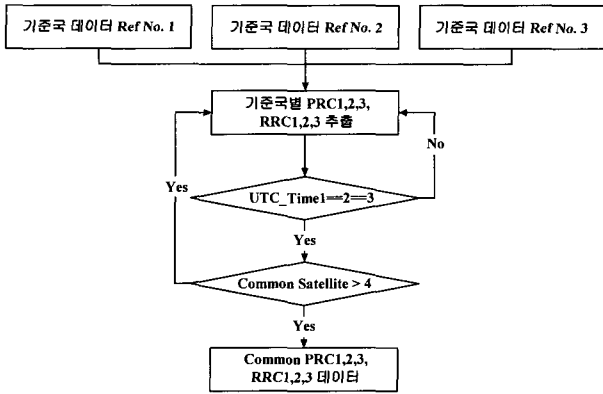 기준국 데이터 Ref No. 1
기준국 데이터 Ref No. 2
기준국 데이터 Ref No. 3
기준국별 PRC1,2,3,
RRC1,2,3 추출
No
Yes
UTC_Time1==2==3
Yes
Common Satellite > 4
Yes
Common PRC1,2,3,
RRC1,2,3 데이터